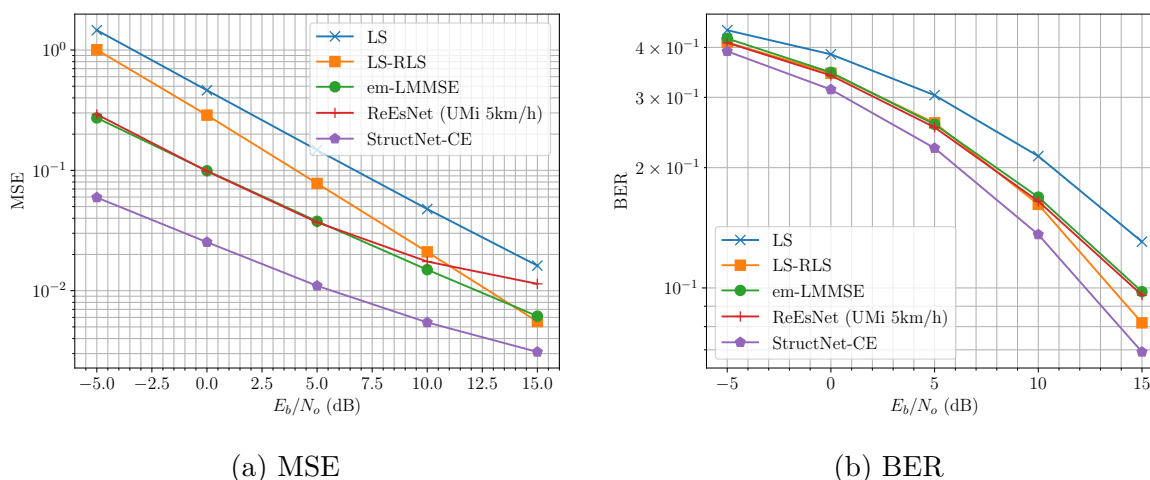 10^0
10^{-1}
10^{-2}
MSE
−5.0 −2.5 0.0 2.5 5.0 7.5 10.0 12.5 15.0
E_b/N_o (dB)
LS
LS-RLS
em-LMMSE
ReEsNet (UMi 5km/h)
StructNet-CE
(a) MSE
4 × 10^{-1}
3 × 10^{-1}
2 × 10^{-1}
10^{-1}
BER
−5 0 5 10 15
E_b/N_o (dB)
LS
LS-RLS
em-LMMSE
ReEsNet (UMi 5km/h)
StructNet-CE
(b) BER